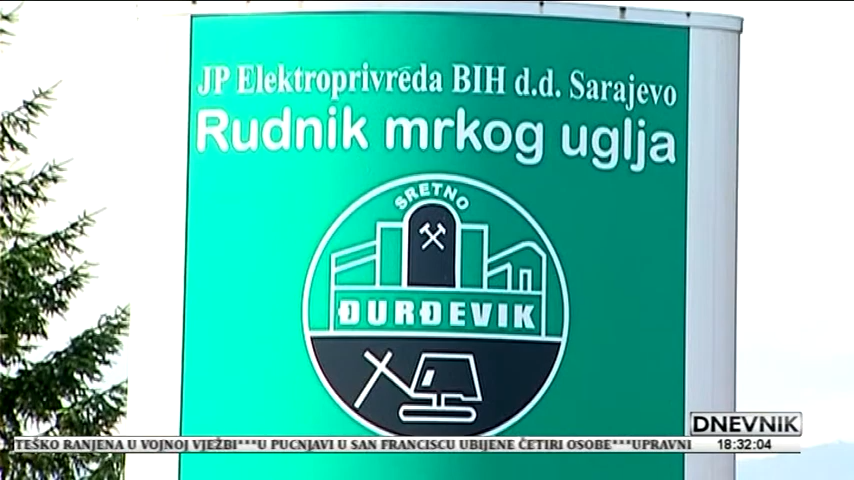 JP Elektroprivreda BIH d.d. Sarajevo
Rudnik mrkog uglja
SRETNO
ĐURĐEVIK
DNEVNIK
TEŠKO RANJENA U VOJNOJ VJEŽBI***U PUCNJAVI U SAN FRANCISCU UBIJENE ČETIRI OSOBE***UPRAVNI
18:32:04